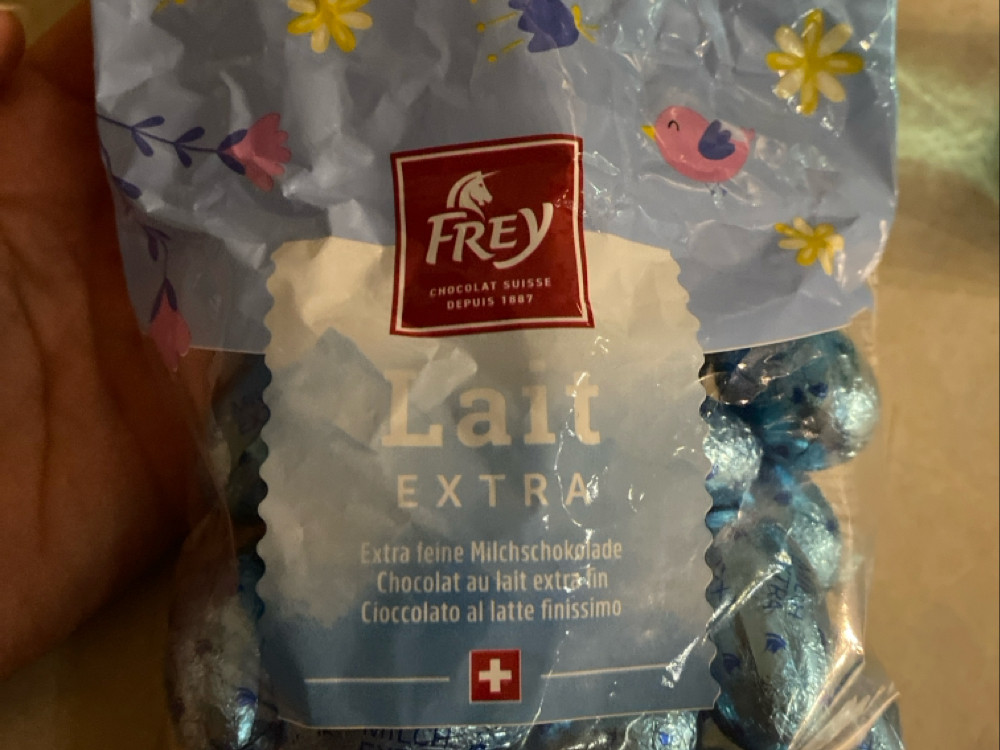 FREY
CHOCOLAT SUISSE
DEPUIS 1887
Lait
EXTRA
Extra feine Milchschokolade
Chocolat au lait extra fin
Cioccolato al latte finissimo
MILCH